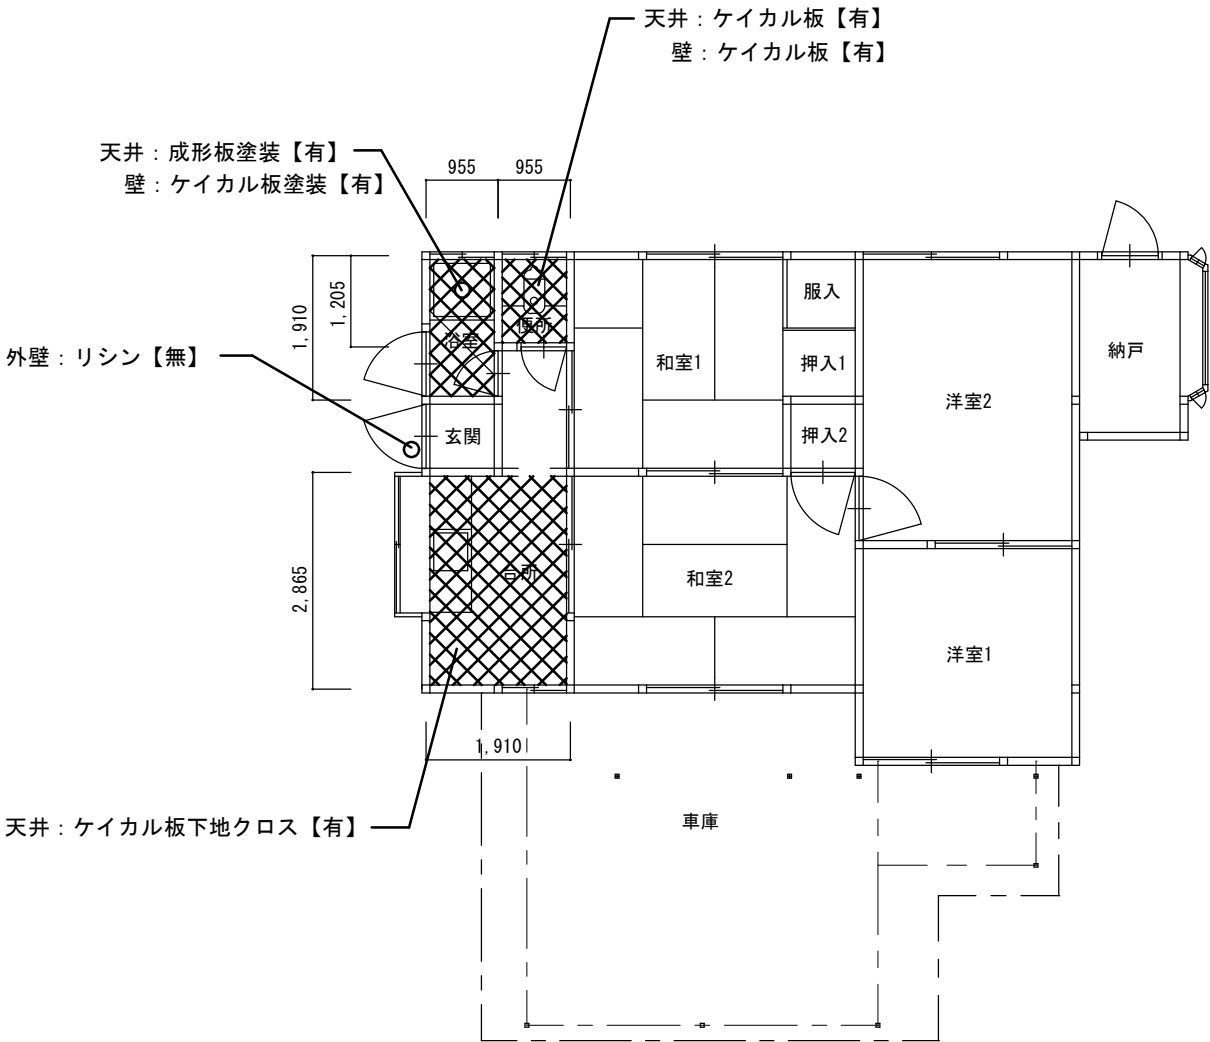 天井：ケイカル板【有】
壁：ケイカル板【有】
天井：成形板塗装【有】
壁：ケイカル板塗装【有】
955
955
1,910
1,205
外壁：リシン【無】
浴室
便所
和室1
服入
押入1
押入2
洋室2
納戸
玄関
2,865
台所
和室2
洋室1
1,910
天井：ケイカル板下地クロス【有】
車庫